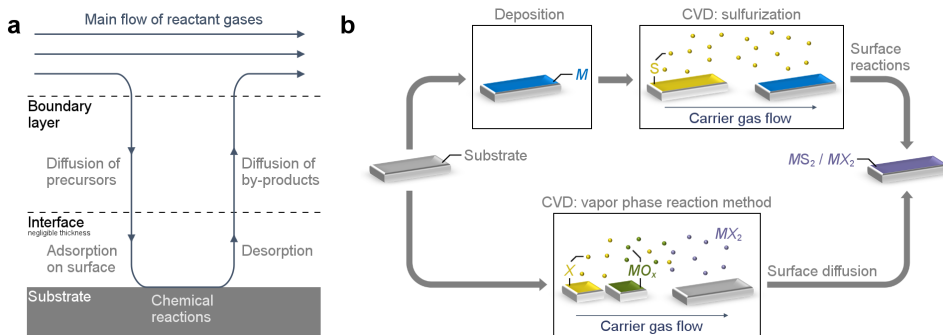 a
Main flow of reactant gases
Boundary
layer
Diffusion of
precursors
Diffusion of
by-products
Interface
negligible thickness
Adsorption
on surface
Desorption
Substrate
Chemical
reactions
b
Deposition
M
CVD: sulfurization
S
Carrier gas flow
Surface
reactions
Substrate
MS₂ / MX₂
CVD: vapor phase reaction method
X
MOₓ
MX₂
Carrier gas flow
Surface diffusion